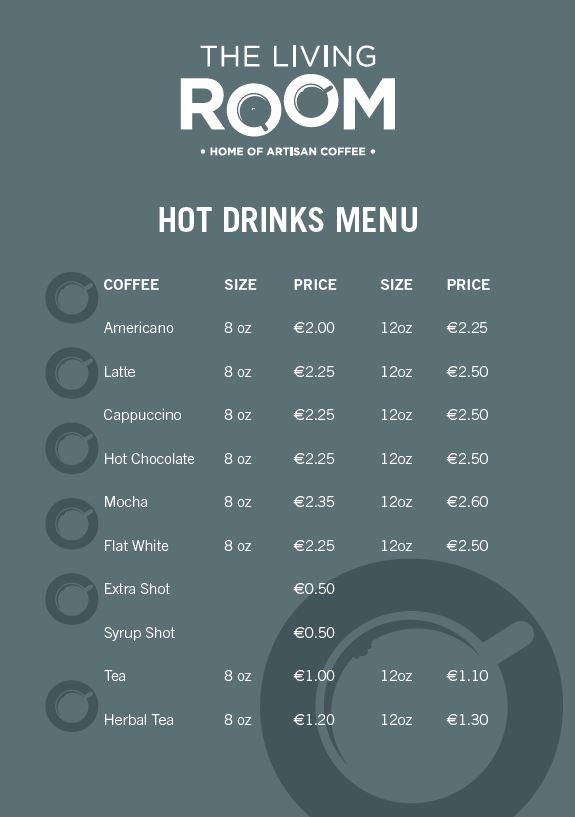 THE LIVING
ROOM
• HOME OF ARTISAN COFFEE •
HOT DRINKS MENU
COFFEE SIZE PRICE SIZE PRICE
Americano 8 oz €2.00 12oz €2.25
Latte 8 oz €2.25 12oz €2.50
Cappuccino 8 oz €2.25 12oz €2.50
Hot Chocolate 8 oz €2.25 12oz €2.50
Mocha 8 oz €2.35 12oz €2.60
Flat White 8 oz €2.25 12oz €2.50
Extra Shot €0.50
Syrup Shot €0.50
Tea 8 oz €1.00 12oz €1.10
Herbal Tea 8 oz €1.20 12oz €1.30